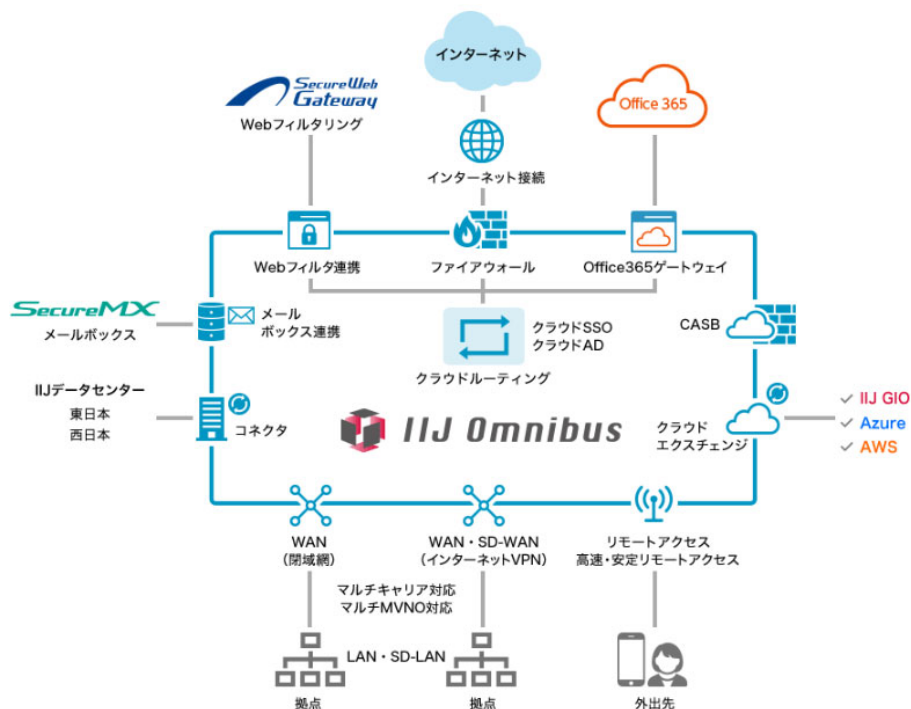 インターネット
SecureWeb
Gateway
Webフィルタリング
Office 365
インターネット接続
Webフィルタ連携
ファイアウォール
Office365ゲートウェイ
SecureMX
メールボックス
メール
ボックス連携
クラウドSSO
クラウドAD
クラウドルーティング
CASB
IIJデータセンター
東日本
西日本
コネクタ
IIJ Omnibus
クラウド
エクスチェンジ
✓ IIJ GIO
✓ Azure
✓ AWS
WAN
（閉域網）
WAN・SD-WAN
（インターネットVPN）
リモートアクセス
高速・安定リモートアクセス
マルチキャリア対応
マルチMVNO対応
LAN・SD-LAN
拠点
拠点
外出先